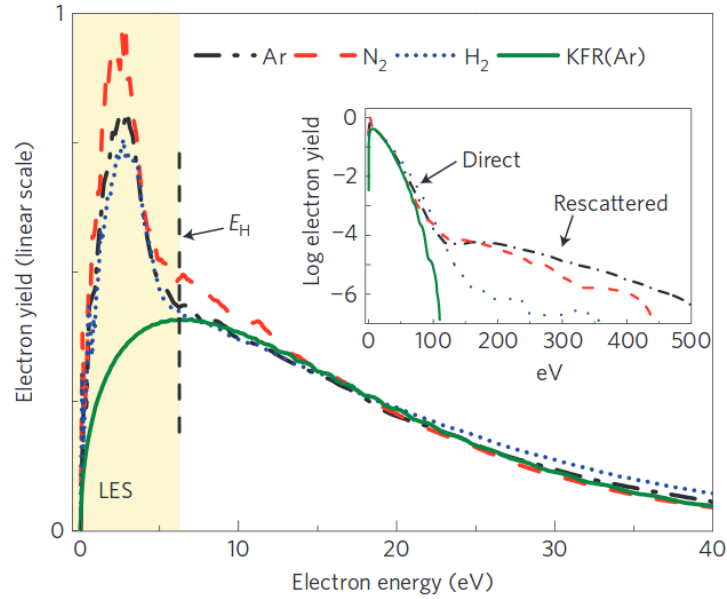 1
Ar N₂ H₂ KFR(Ar)
0
Direct
−2
E_H
Rescattered
−4
Log electron yield
−6
0 100 200 300 400 500
eV
Electron yield (linear scale)
LES
0
0 10 20 30 40
Electron energy (eV)